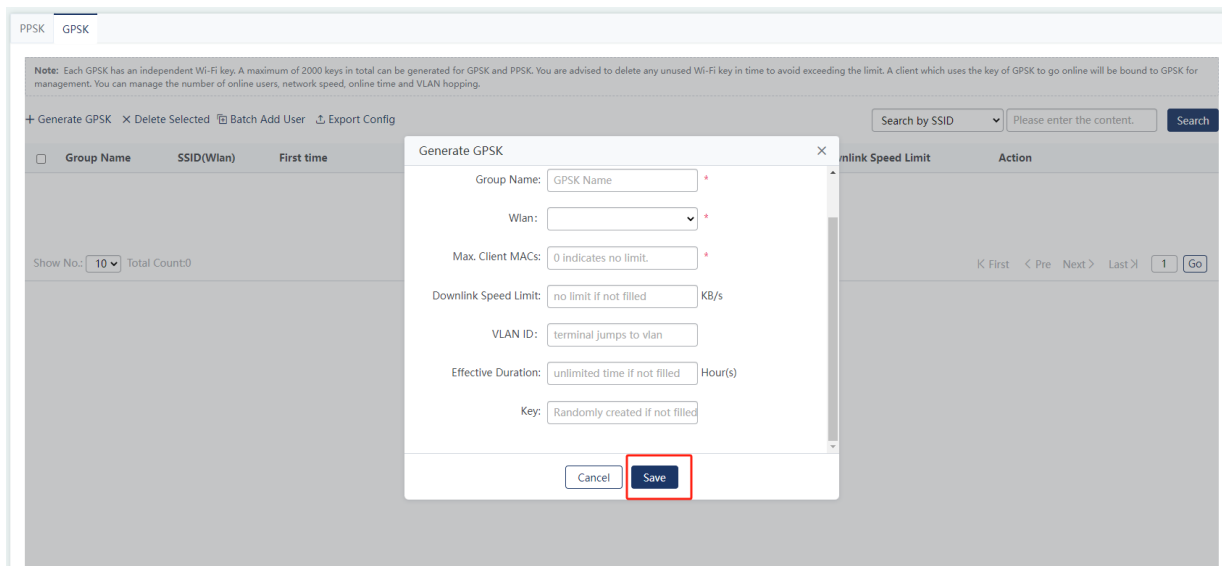 PPSK GPSK
Note: Each GPSK has an independent Wi-Fi key. A maximum of 2000 keys in total can be generated for GPSK and PPSK. You are advised to delete any unused Wi-Fi key in time to avoid exceeding the limit. A client which uses the key of GPSK to go online will be bound to GPSK for
management. You can manage the number of online users, network speed, online time and VLAN hopping.
+ Generate GPSK × Delete Selected Batch Add User Export Config Search by SSID Please enter the content. Search
Group Name SSID(Wlan) First time wnlink Speed Limit Action
Generate GPSK ×
Group Name: GPSK Name *
Wlan: *
Max. Client MACs: 0 indicates no limit. *
Downlink Speed Limit: no limit if not filled KB/s
VLAN ID: terminal jumps to vlan
Effective Duration: unlimited time if not filled Hour(s)
Key: Randomly created if not filled
Cancel Save
Show No.: 10 Total Count:0 First Pre Next Last 1 Go